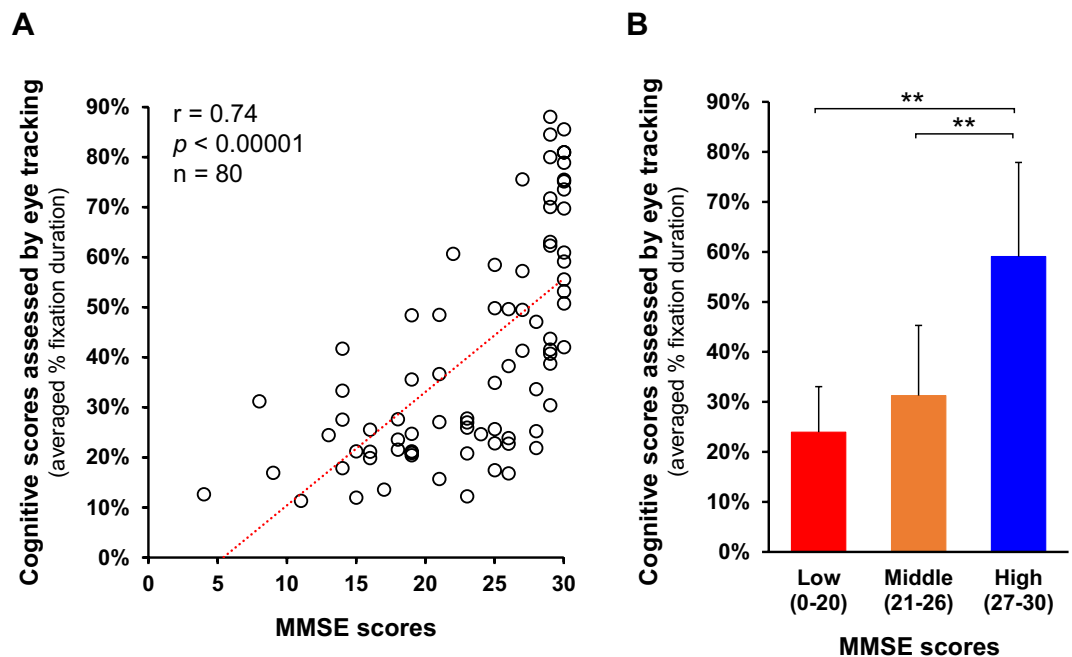 A
Cognitive scores assessed by eye tracking
(averaged % fixation duration)
90%
80%
70%
60%
50%
40%
30%
20%
10%
0%
r = 0.74
p < 0.00001
n = 80
0 5 10 15 20 25 30
MMSE scores
B
Cognitive scores assessed by eye tracking
(averaged % fixation duration)
90%
80%
70%
60%
50%
40%
30%
20%
10%
0%
**
**
Low Middle High
(0-20) (21-26) (27-30)
MMSE scores